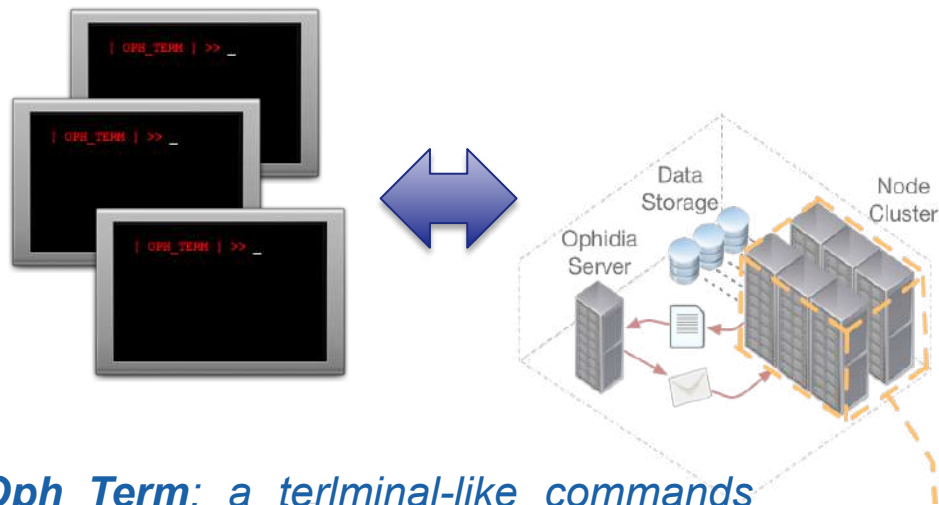 [ OPH_TERM ] >> _
[ OPH_TERM ] >> _
[ OPH_TERM ] >> _
Data
Storage
Node
Cluster
Ophidia
Server
Oph Term: a terlminal-like commands